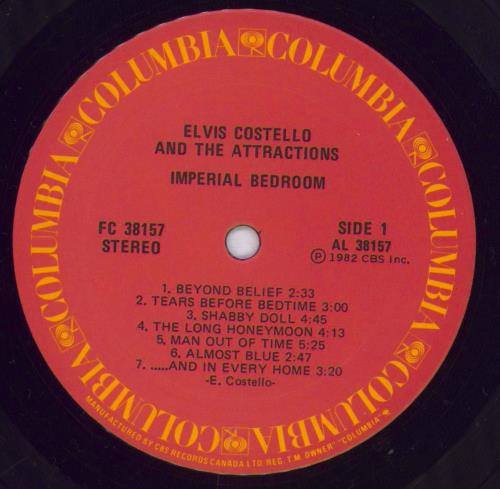 COLUMBIA COLUMBIA COLUMBIA COLUMBIA COLUMBIA COLUMBIA
ELVIS COSTELLO
AND THE ATTRACTIONS
IMPERIAL BEDROOM
FC 38157
STEREO
SIDE 1
AL 38157
Ⓟ 1982 CBS Inc.
1. BEYOND BELIEF 2:33
2. TEARS BEFORE BEDTIME 3:00
3. SHABBY DOLL 4:45
4. THE LONG HONEYMOON 4:13
5. MAN OUT OF TIME 5:25
6. ALMOST BLUE 2:47
7. .....AND IN EVERY HOME 3:20
-E. Costello-
MANUFACTURED BY CBS RECORDS CANADA LTD. REG. T.M. OWNER "COLUMBIA"